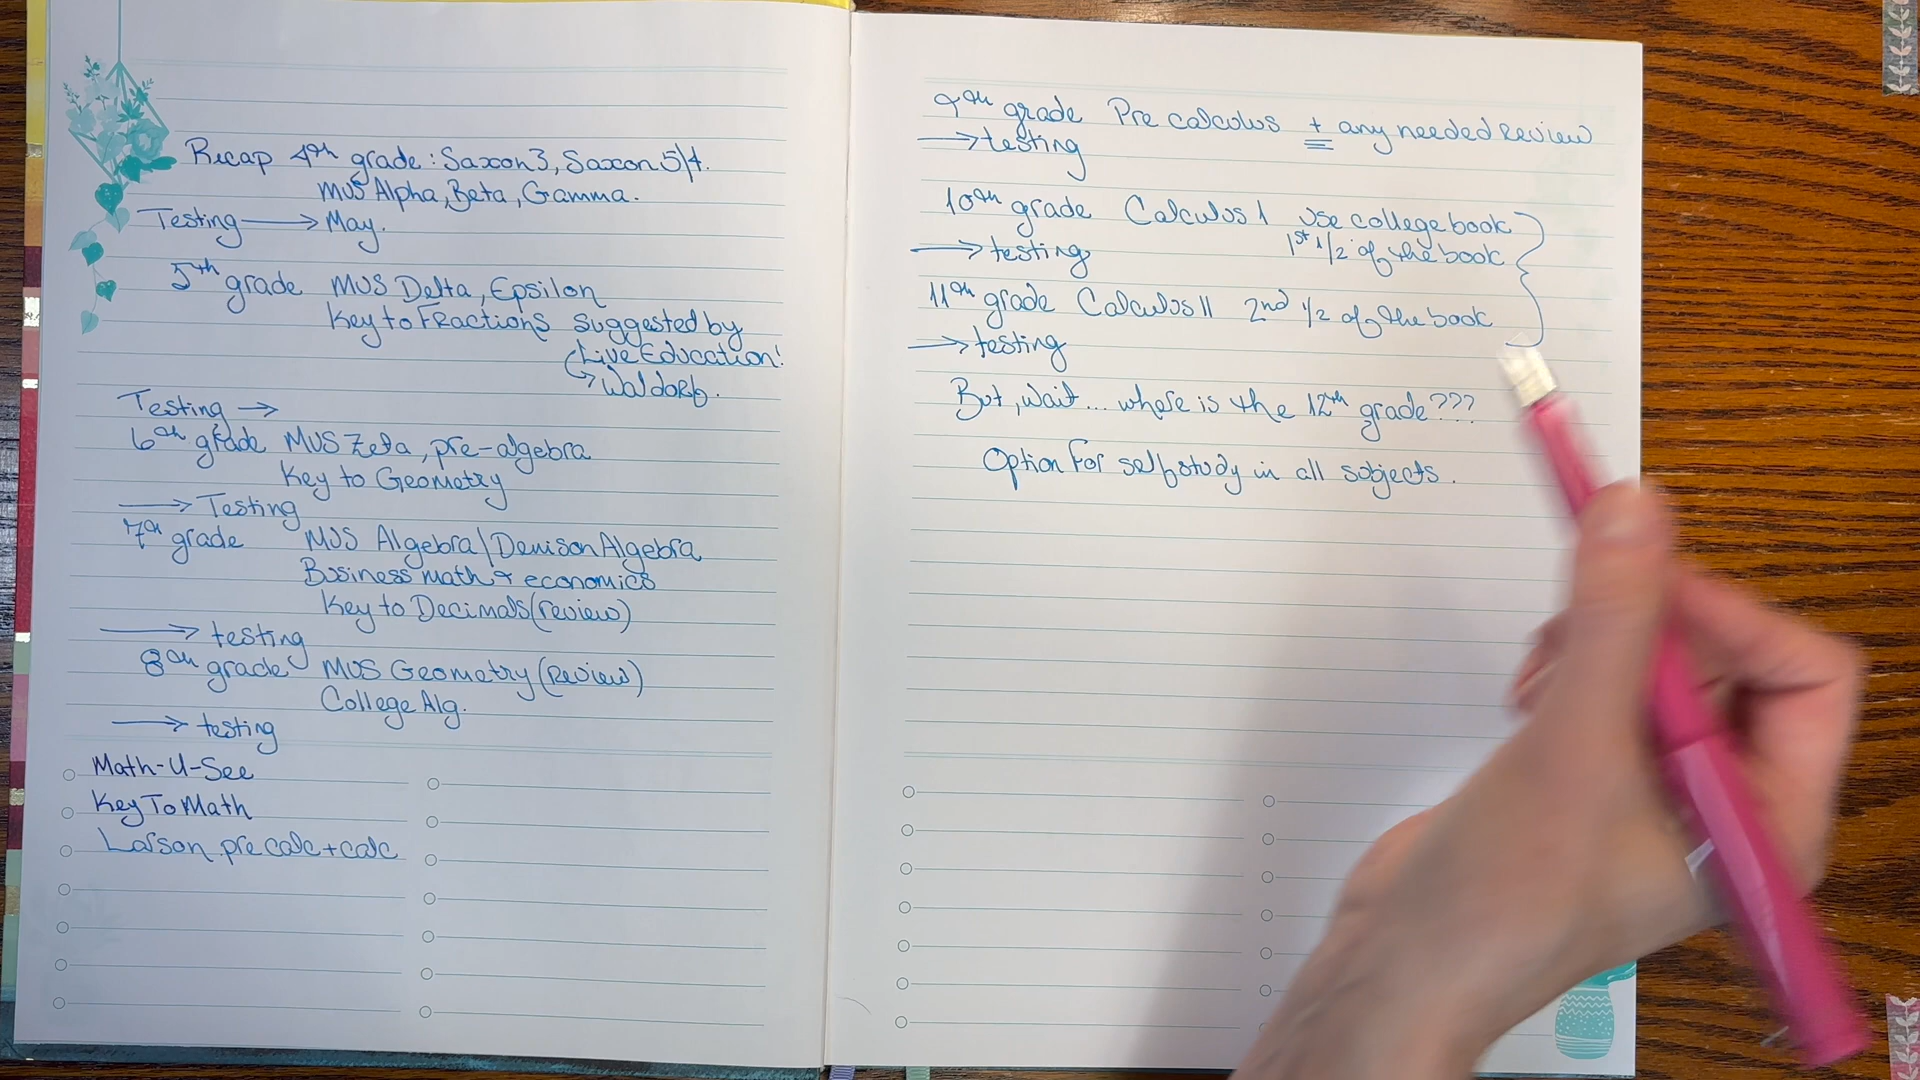 Recap 4th grade: Saxon 3, Saxon 5/4.
MUS Alpha, Beta, Gamma.
Testing → May.
5th grade MUS Delta, Epsilon
Key to Fractions suggested by
Live Education!
↳ Waldorf.
Testing →
6th grade MUS Zeta, pre-algebra
Key to Geometry
→ Testing
7th grade MUS Algebra/Denison Algebra
Business math & economics
Key to Decimals (review)
→ testing
8th grade MUS Geometry (Review)
College Alg.
→ testing
Math-U-See
Key To Math
Larson precalc+calc
9th grade Pre calculus + any needed review
→ testing
10th grade Calculus I use college book
1st 1/2 of the book
→ testing
11th grade Calculus II 2nd 1/2 of the book
→ testing
But, wait... where is the 12th grade???
Option for self study in all subjects.